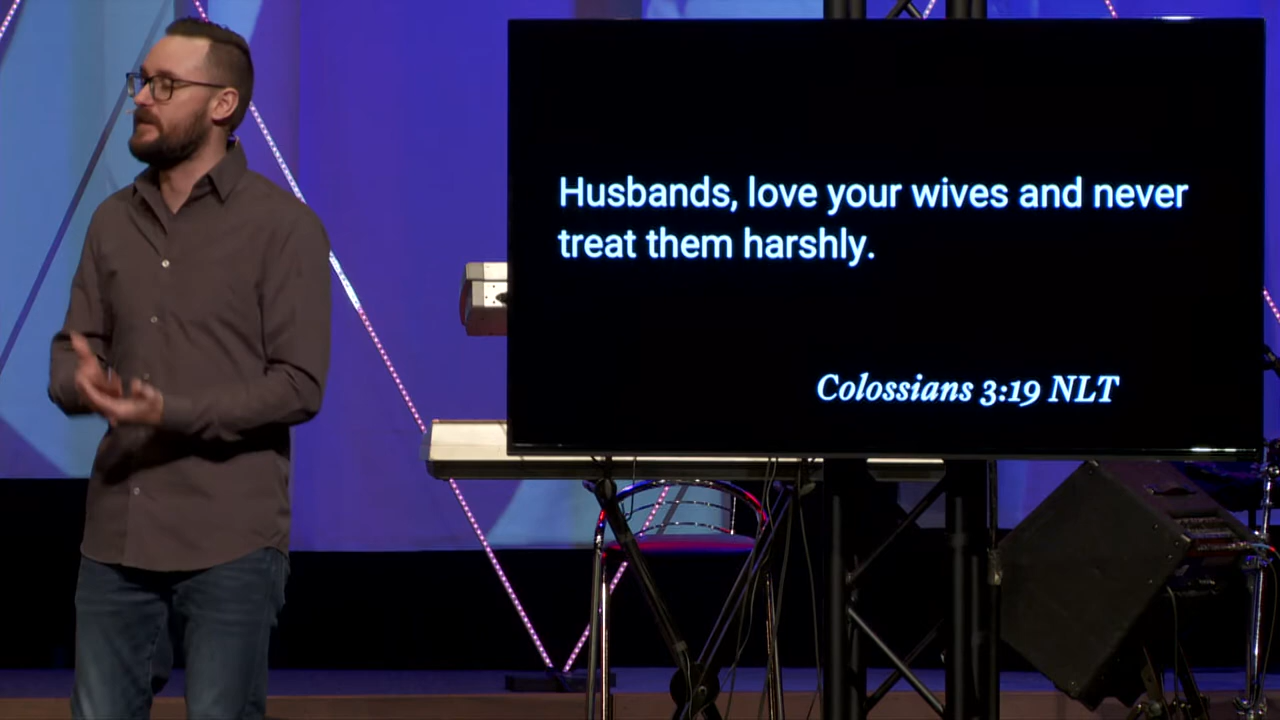 Husbands, love your wives and never
treat them harshly.
Colossians 3:19 NLT